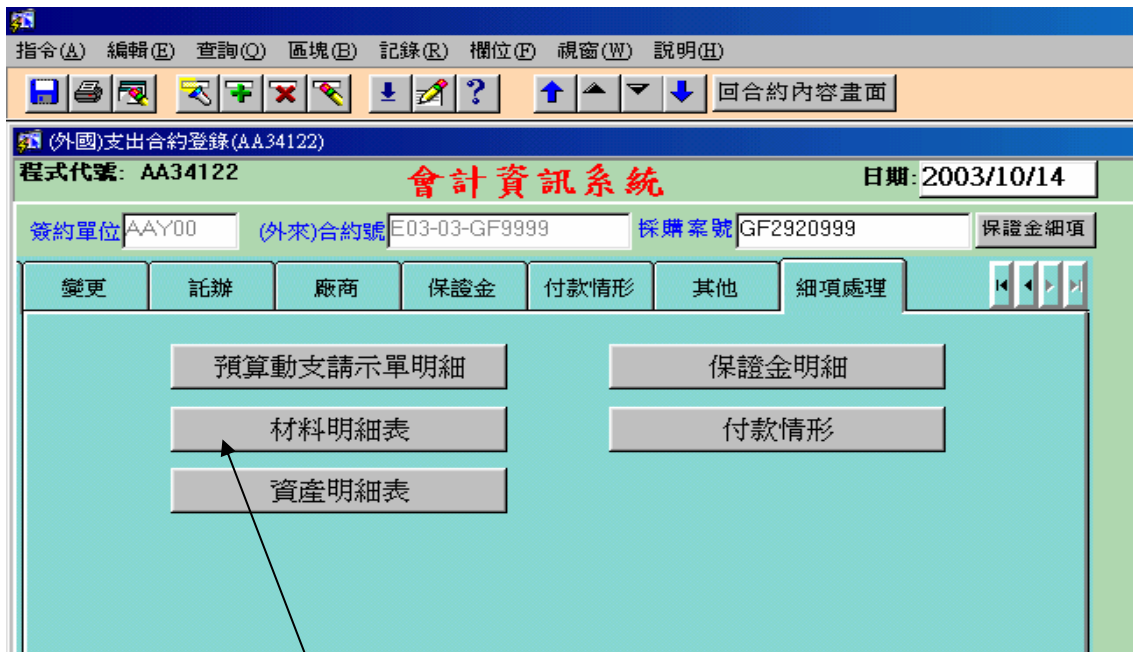 指令(A) 編輯(E) 查詢(Q) 區塊(B) 記錄(R) 欄位(F) 視窗(W) 說明(H)
回合約內容畫面
(外國)支出合約登錄(AA34122)
程式代號: AA34122 會計資訊系統 日期: 2003/10/14
簽約單位 AAY00 (外來)合約號 E03-03-GF9999 採購案號 GF2920999 保證金細項
變更 託辦 廠商 保證金 付款情形 其他 細項處理
預算動支請示單明細 保證金明細
材料明細表 付款情形
資產明細表